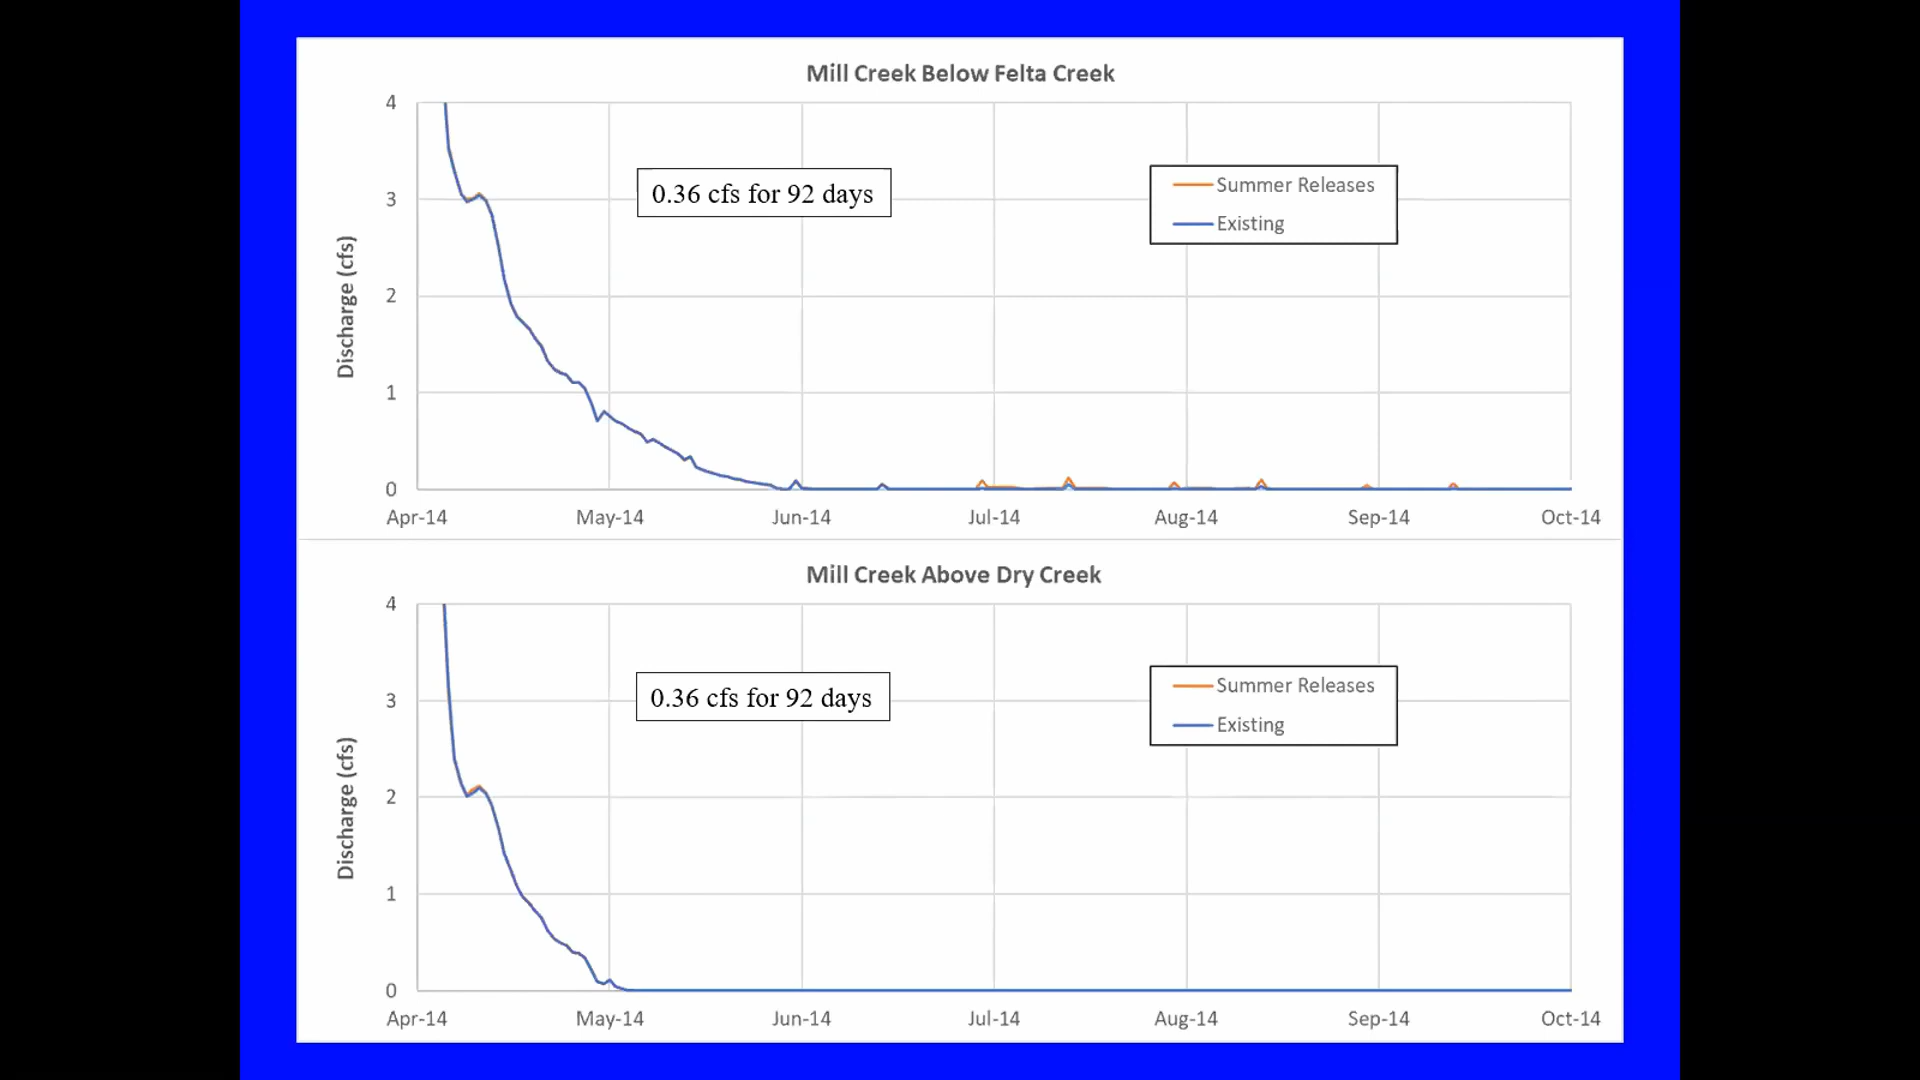 Mill Creek Below Felta Creek
4
3
2
1
0
Discharge (cfs)
0.36 cfs for 92 days
Summer Releases
Existing
Apr-14 May-14 Jun-14 Jul-14 Aug-14 Sep-14 Oct-14
Mill Creek Above Dry Creek
4
3
2
1
0
Discharge (cfs)
0.36 cfs for 92 days
Summer Releases
Existing
Apr-14 May-14 Jun-14 Jul-14 Aug-14 Sep-14 Oct-14